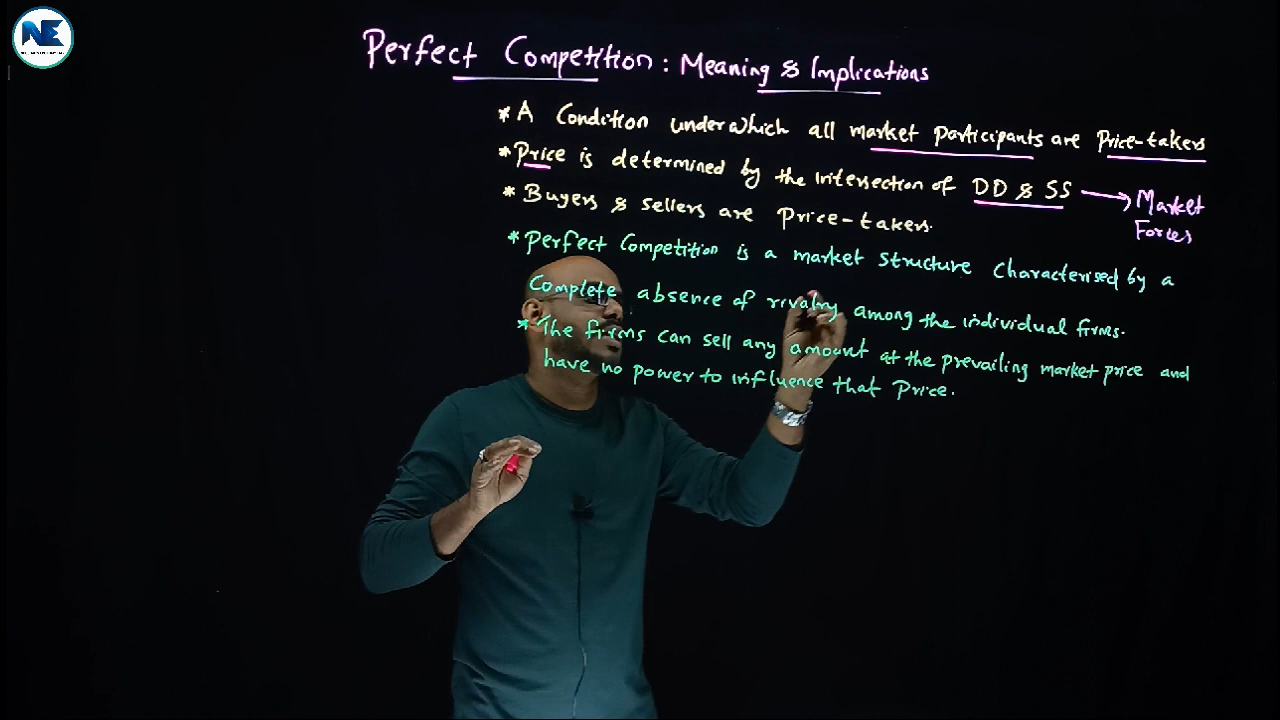 NE
Perfect Competition : Meaning & Implications
* A Condition underwhich all market participants are Price-takers
* Price is determined by the intersection of DD & SS → Market Forces
* Buyers & sellers are Price-takers.
* Perfect Competition is a market structure characterised by a
Complete absence of rivalry among the individual firms.
* The firms can sell any amount at the prevailing market price and
have no power to influence that Price.